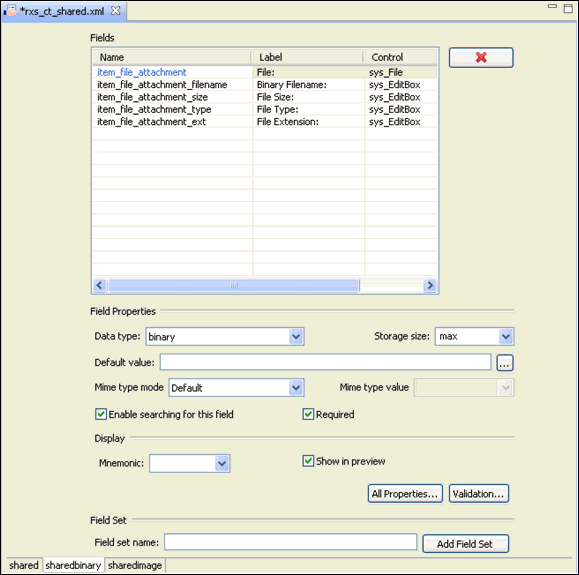 *rxs_ct_shared.xml
Fields
Name Label Control
item_file_attachment File: sys_File
item_file_attachment_filename Binary Filename: sys_EditBox
item_file_attachment_size File Size: sys_EditBox
item_file_attachment_type File Type: sys_EditBox
item_file_attachment_ext File Extension: sys_EditBox
Field Properties
Data type: binary Storage size: max
Default value: ...
Mime type mode Default Mime type value
Enable searching for this field Required
Display
Mnemonic: Show in preview
All Properties... Validation...
Field Set
Field set name: Add Field Set
shared sharedbinary sharedimage